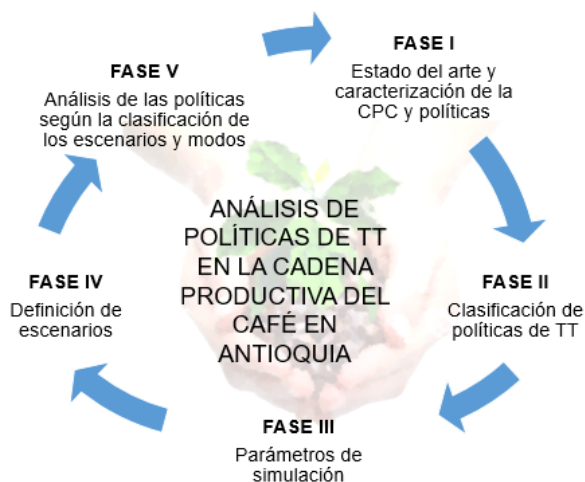 FASE I
Estado del arte y
caracterización de la
CPC y políticas
FASE II
Clasificación de
políticas de TT
FASE III
Parámetros de
simulación
FASE IV
Definición de
escenarios
FASE V
Análisis de las políticas
según la clasificación de
los escenarios y modos
ANÁLISIS DE
POLÍTICAS DE TT
EN LA CADENA
PRODUCTIVA DEL
CAFÉ EN
ANTIOQUIA